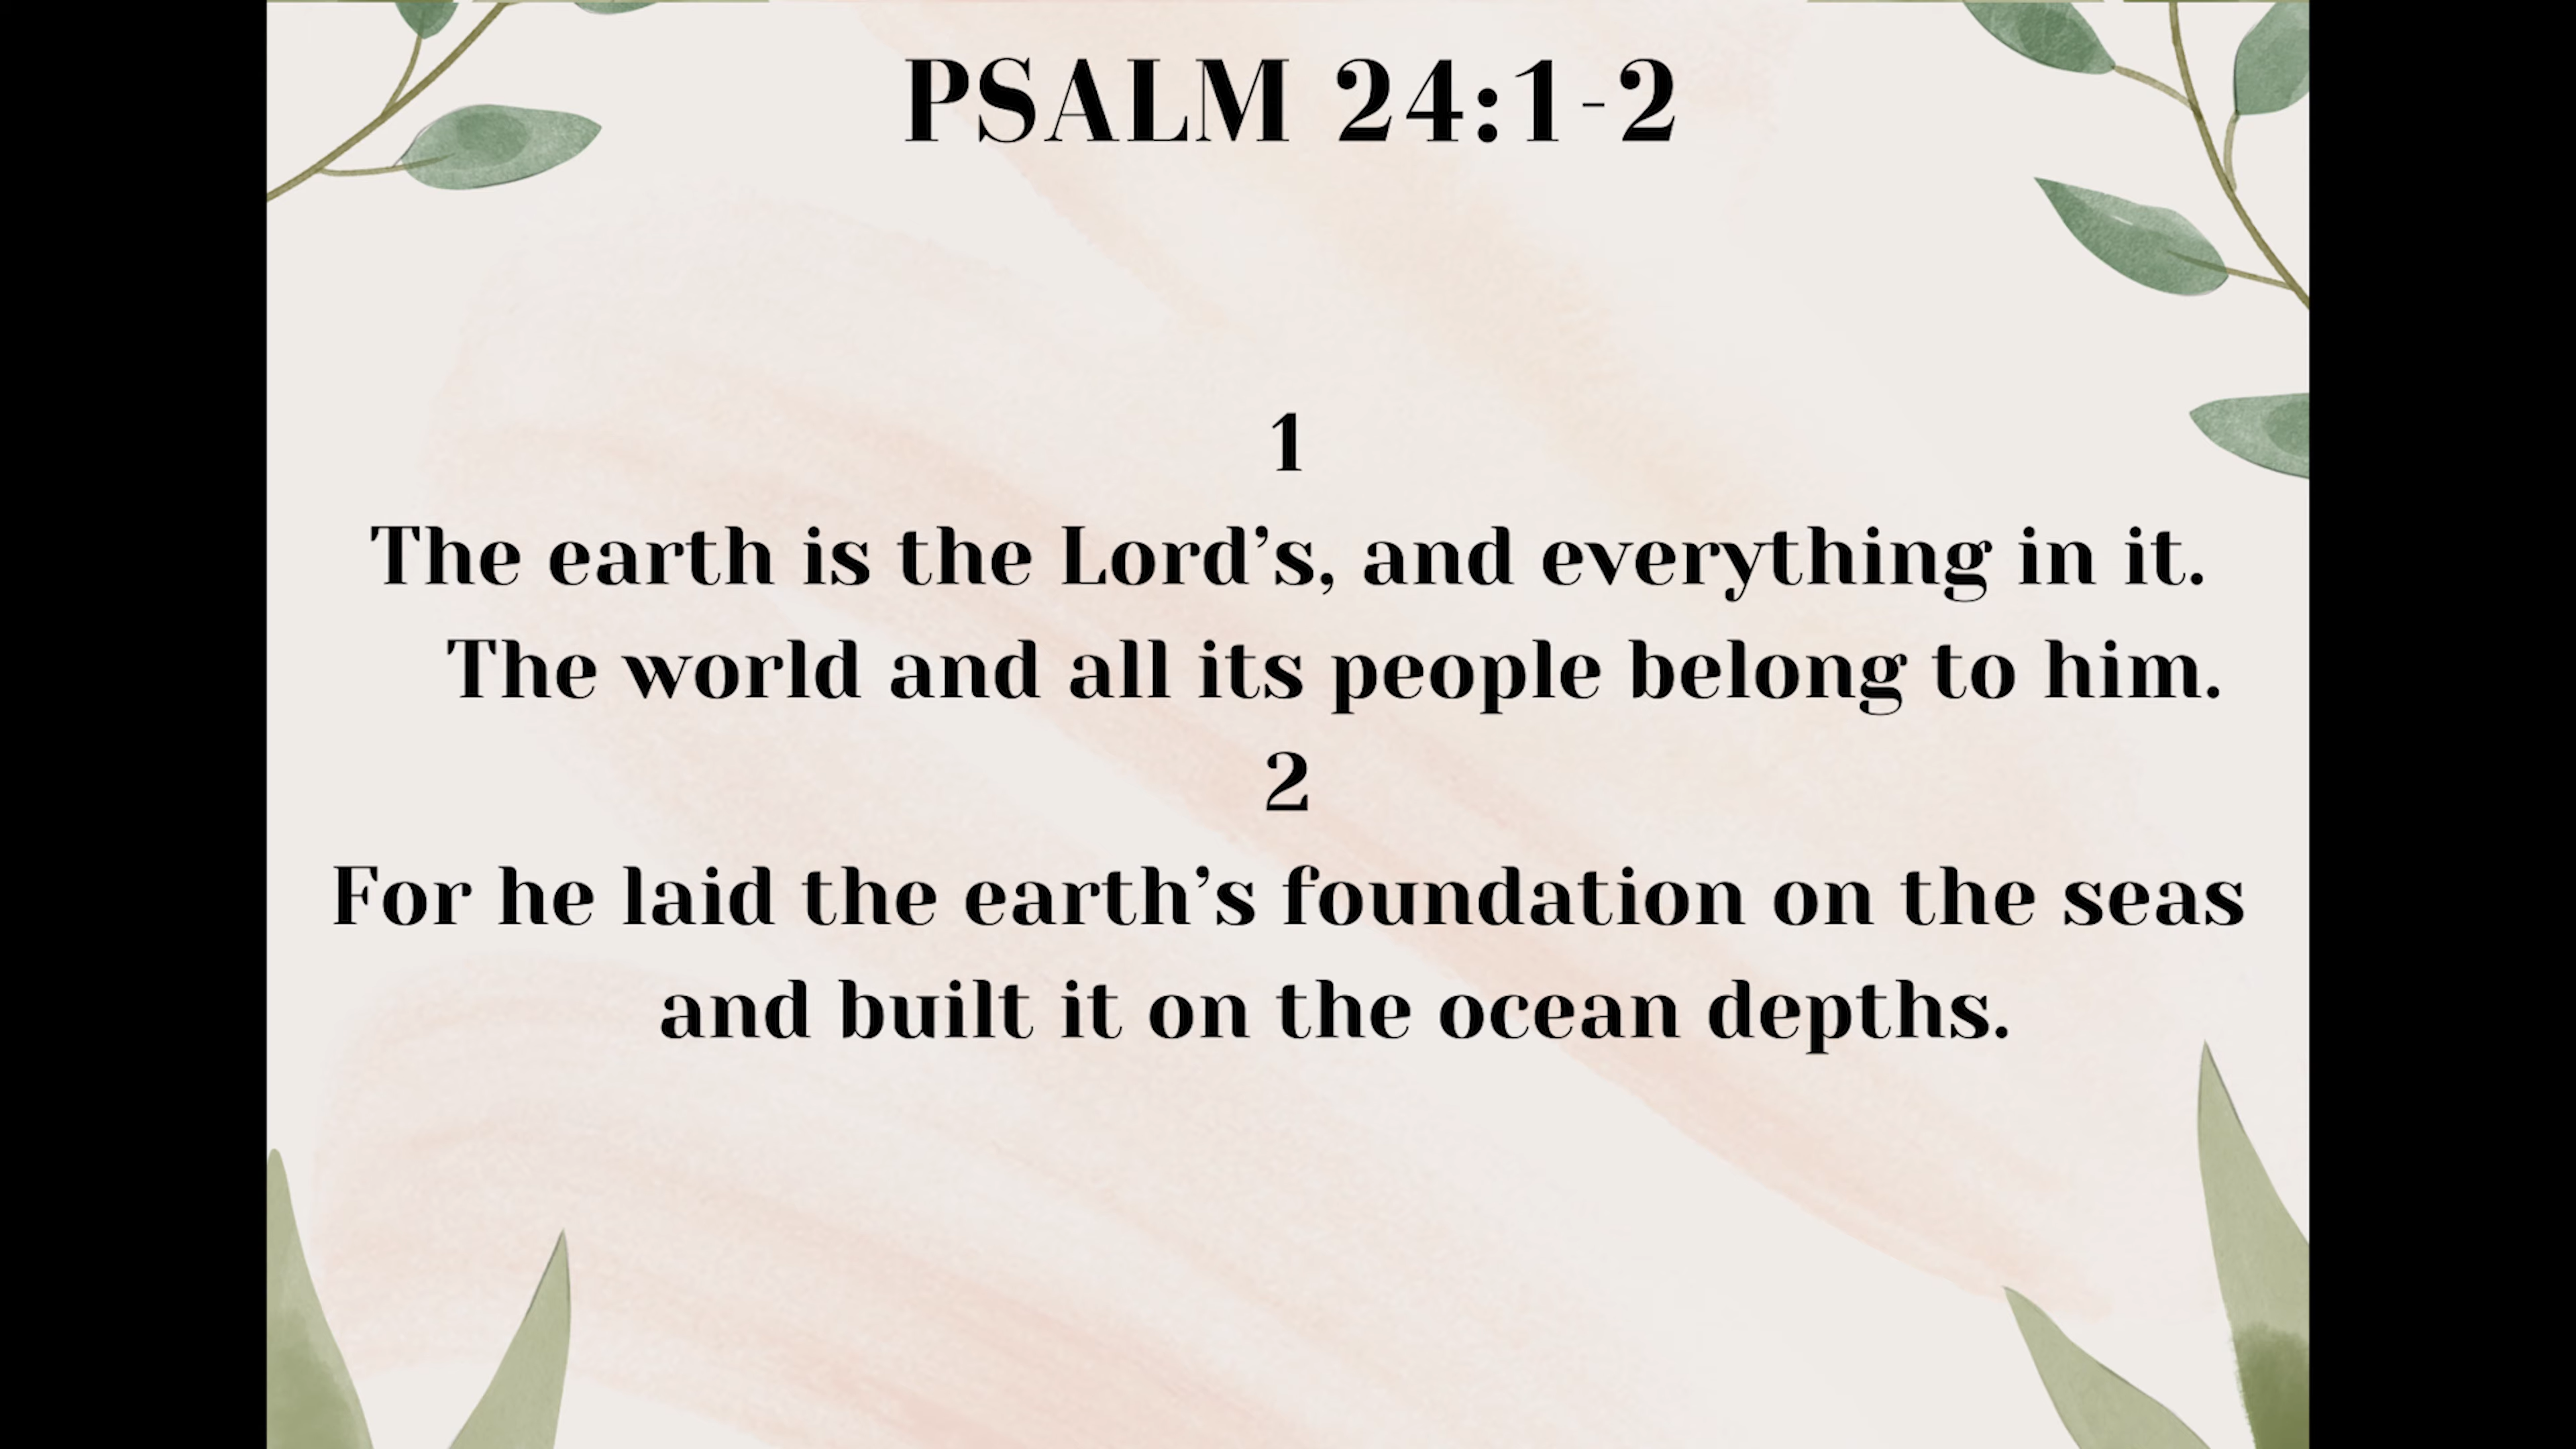 PSALM 24:1-2
1
The earth is the Lord’s, and everything in it.
The world and all its people belong to him.
2
For he laid the earth’s foundation on the seas
and built it on the ocean depths.